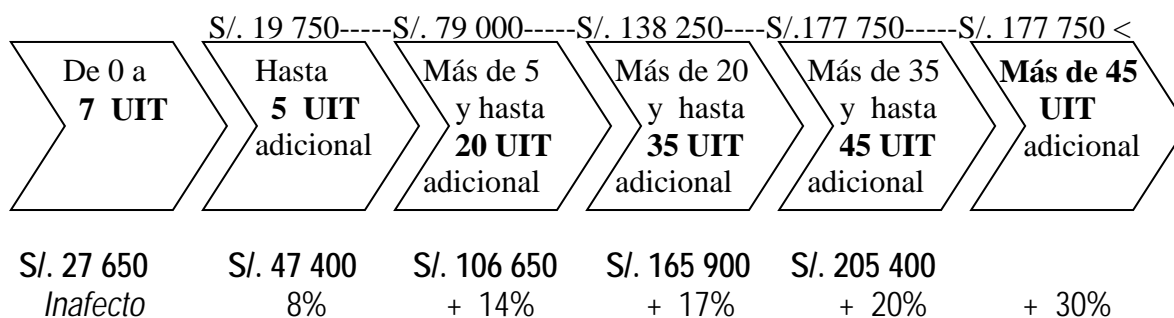 S/. 19 750-----S/. 79 000-----S/. 138 250----S/.177 750-----S/. 177 750 <
De 0 a
7 UIT
Hasta
5 UIT
adicional
Más de 5
y hasta
20 UIT
adicional
Más de 20
y hasta
35 UIT
adicional
Más de 35
y hasta
45 UIT
adicional
Más de 45
UIT
adicional
S/. 27 650 S/. 47 400 S/. 106 650 S/. 165 900 S/. 205 400
Inafecto 8% + 14% + 17% + 20% + 30%